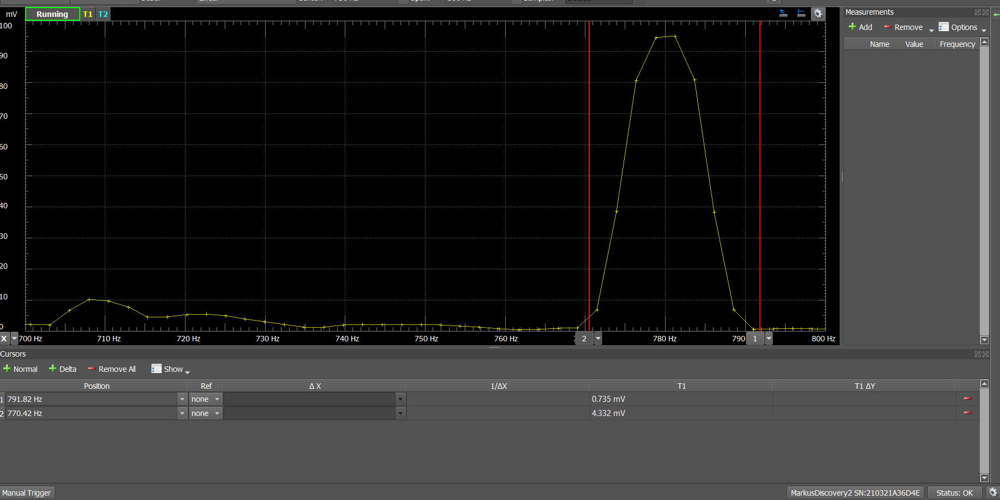 mV Running T1 T2
100
90
80
70
60
50
40
30
20
10
0
X 700 Hz 710 Hz 720 Hz 730 Hz 740 Hz 750 Hz 760 Hz 2 780 Hz 790 1 800 Hz
Measurements
Add Remove Options
Name Value Frequency
Cursors
Normal Delta Remove All Show
Position Ref Δ X 1/ΔX T1 T1 ΔY
1 791.82 Hz none 0.735 mV
2 770.42 Hz none 4.332 mV
Manual Trigger MarkusDiscovery2 SN:210321A36D4E Status: OK